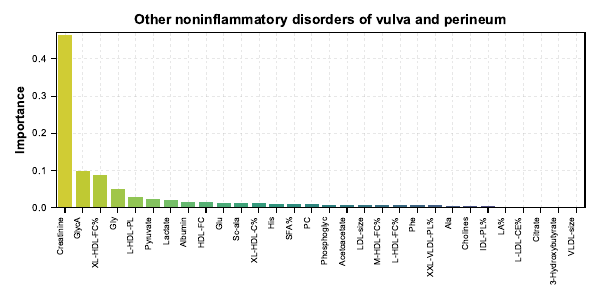 Other noninflammatory disorders of vulva and perineum
Importance
0.4
0.3
0.2
0.1
0.0
Creatinine
GlycA
XL-HDL-FC%
Gly
L-HDL-PL
Pyruvate
Lactate
Albumin
HDL-FC
Glu
Sc-ala
XL-HDL-C%
His
SFA%
PC
Phosphoglyc
Acetoacetate
LDL-size
M-HDL-FC%
L-HDL-FC%
Phe
XXL-VLDL-PL%
Ala
Cholines
IDL-PL%
LA%
L-LDL-CE%
Citrate
3-Hydroxybutyrate
VLDL-size